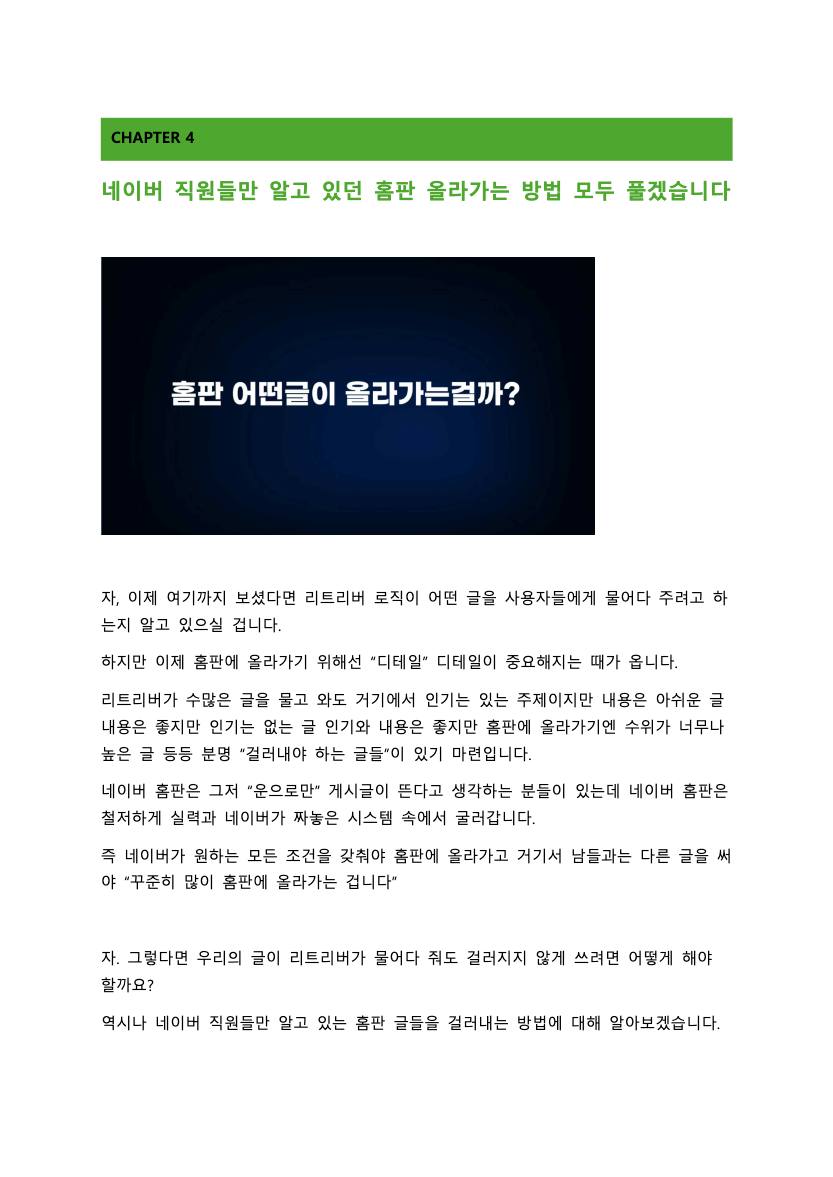 CHAPTER 4
네이버 직원들만 알고 있던 홈판 올라가는 방법 모두 풀겠습니다
홈판 어떤글이 올라가는걸까?
자, 이제 여기까지 보셨다면 리트리버 로직이 어떤 글을 사용자들에게 물어다 주려고 하
는지 알고 있으실 겁니다.
하지만 이제 홈판에 올라가기 위해선 “디테일” 디테일이 중요해지는 때가 옵니다.
리트리버가 수많은 글을 물고 와도 거기에서 인기는 있는 주제이지만 내용은 아쉬운 글
내용은 좋지만 인기는 없는 글 인기와 내용은 좋지만 홈판에 올라가기엔 수위가 너무나
높은 글 등등 분명 “걸러내야 하는 글들”이 있기 마련입니다.
네이버 홈판은 그저 “운으로만” 게시글이 뜬다고 생각하는 분들이 있는데 네이버 홈판은
철저하게 실력과 네이버가 짜놓은 시스템 속에서 굴러갑니다.
즉 네이버가 원하는 모든 조건을 갖춰야 홈판에 올라가고 거기서 남들과는 다른 글을 써
야 “꾸준히 많이 홈판에 올라가는 겁니다”
자. 그렇다면 우리의 글이 리트리버가 물어다 줘도 걸러지지 않게 쓰려면 어떻게 해야
할까요?
역시나 네이버 직원들만 알고 있는 홈판 글들을 걸러내는 방법에 대해 알아보겠습니다.